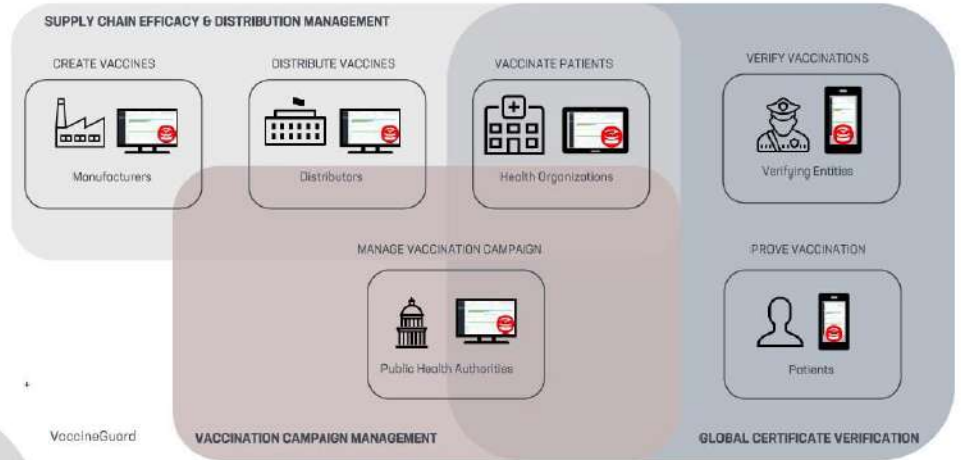 SUPPLY CHAIN EFFICACY & DISTRIBUTION MANAGEMENT
CREATE VACCINES
DISTRIBUTE VACCINES
VACCINATE PATIENTS
VERIFY VACCINATIONS
Manufacturers
Distributors
Health Organizations
Verifying Entities
MANAGE VACCINATION CAMPAIGN
PROVE VACCINATION
Public Health Authorities
Patients
VaccineGuard
VACCINATION CAMPAIGN MANAGEMENT
GLOBAL CERTIFICATE VERIFICATION